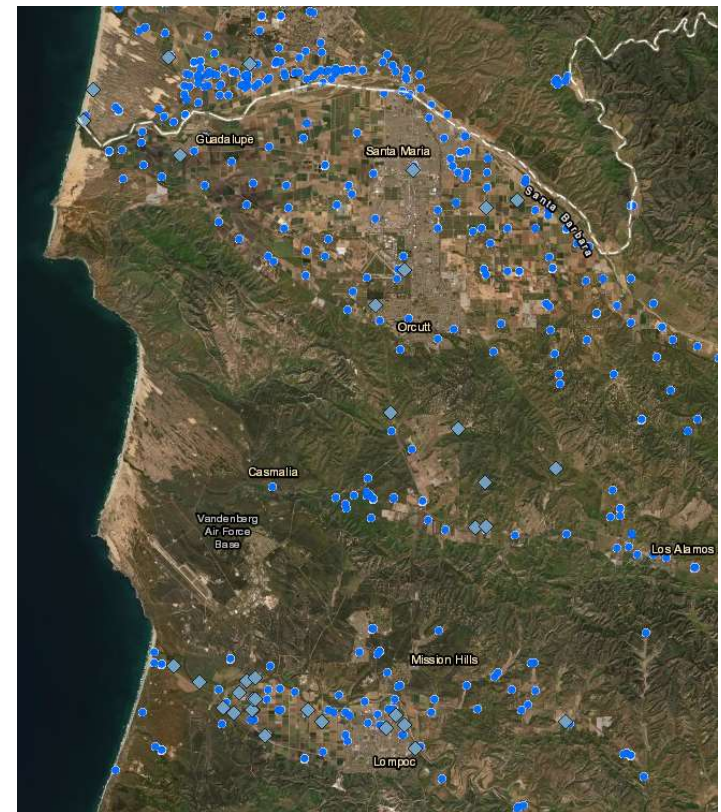 Guadalupe
Santa Maria
Santa Barbara
Orcutt
Casmalia
Vandenberg
Air Force
Base
Los Alamos
Mission Hills
Lompoc